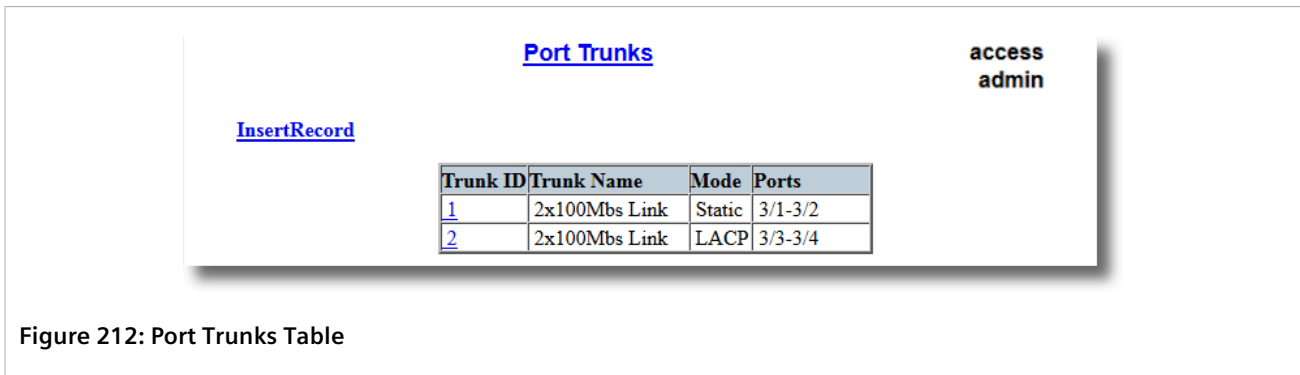 Port Trunks
access
admin
InsertRecord
Trunk ID Trunk Name Mode Ports
1 2x100Mbs Link Static 3/1-3/2
2 2x100Mbs Link LACP 3/3-3/4
Figure 212: Port Trunks Table